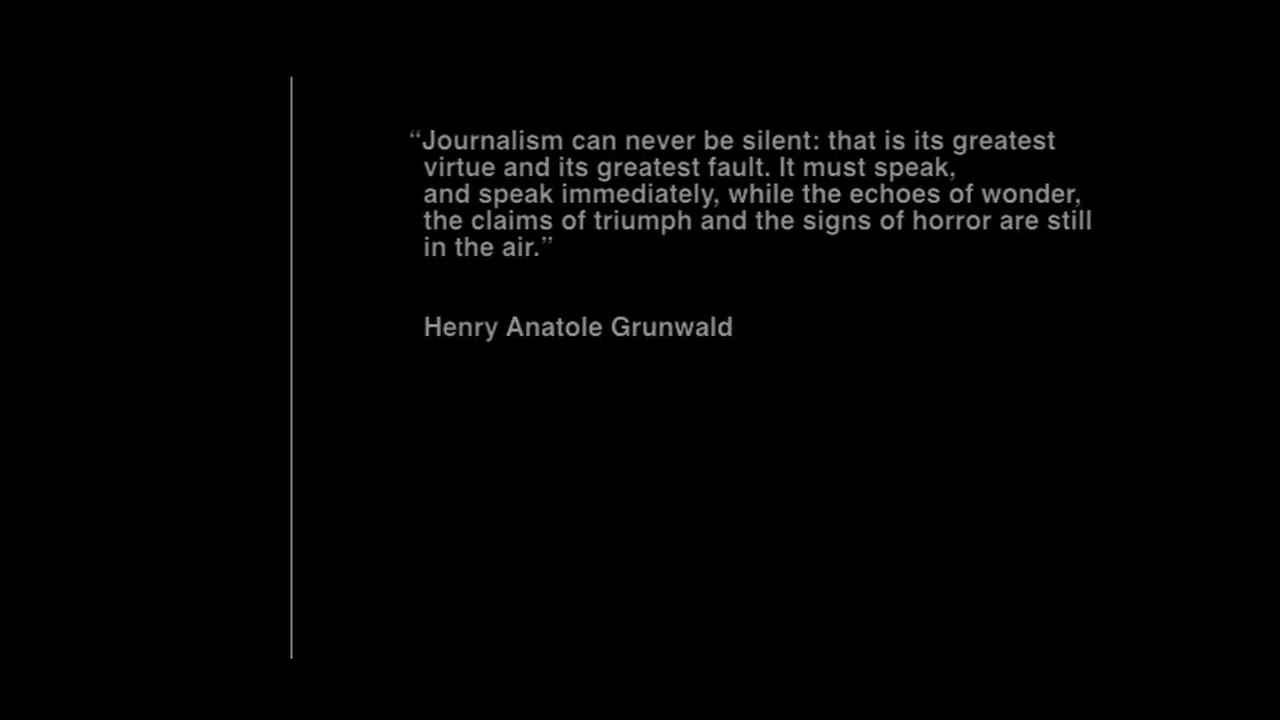 “Journalism can never be silent: that is its greatest
virtue and its greatest fault. It must speak,
and speak immediately, while the echoes of wonder,
the claims of triumph and the signs of horror are still
in the air.”
Henry Anatole Grunwald